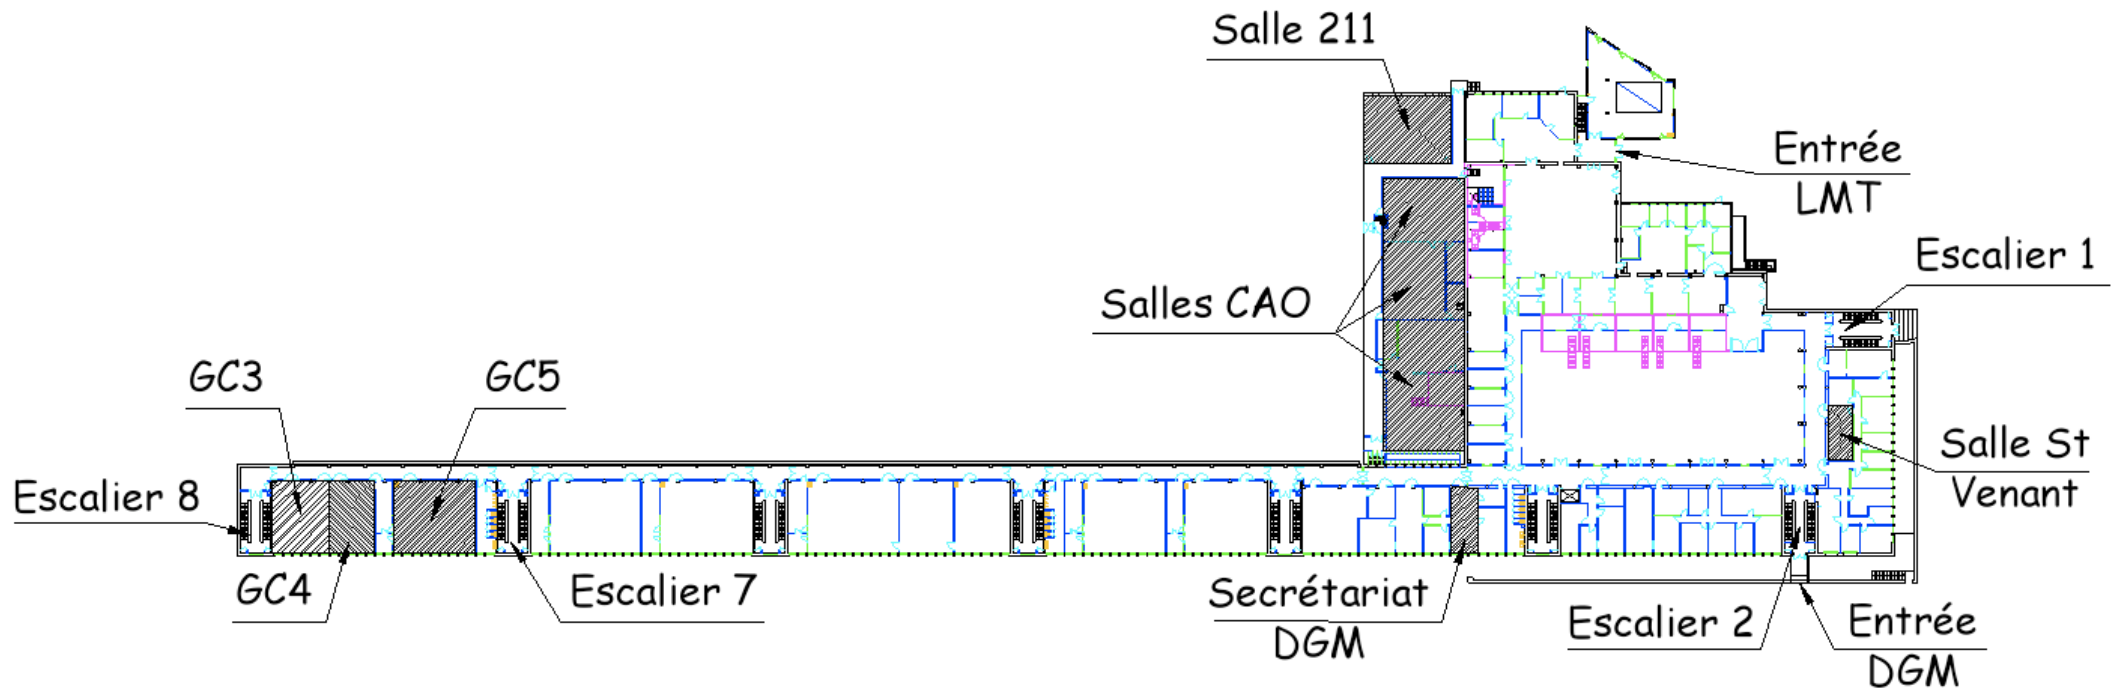 Salle 211
Entrée
LMT
Escalier 1
Salles CAO
GC3
GC5
Salle St
Venant
Escalier 8
GC4
Escalier 7
Secrétariat
DGM
Escalier 2
Entrée
DGM